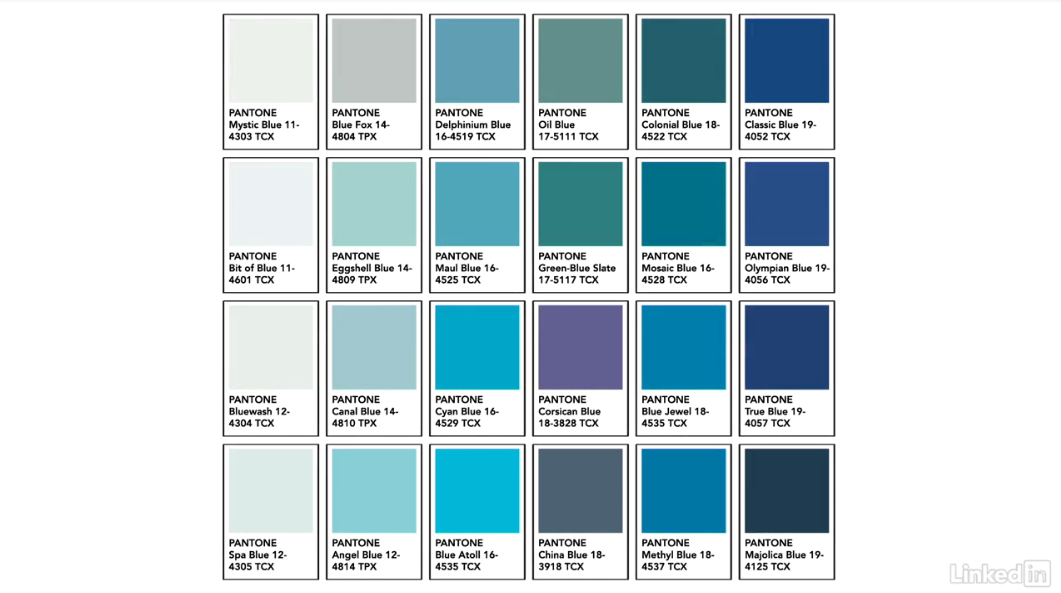 PANTONE
Mystic Blue 11-
4303 TCX
PANTONE
Blue Fox 14-
4804 TPX
PANTONE
Delphinium Blue
16-4519 TCX
PANTONE
Oil Blue
17-5111 TCX
PANTONE
Colonial Blue 18-
4522 TCX
PANTONE
Classic Blue 19-
4052 TCX
PANTONE
Bit of Blue 11-
4601 TCX
PANTONE
Eggshell Blue 14-
4809 TPX
PANTONE
Maul Blue 16-
4525 TCX
PANTONE
Green-Blue Slate
17-5117 TCX
PANTONE
Mosaic Blue 16-
4528 TCX
PANTONE
Olympian Blue 19-
4056 TCX
PANTONE
Bluewash 12-
4304 TCX
PANTONE
Canal Blue 14-
4810 TPX
PANTONE
Cyan Blue 16-
4529 TCX
PANTONE
Corsican Blue
18-3828 TCX
PANTONE
Blue Jewel 18-
4535 TCX
PANTONE
True Blue 19-
4057 TCX
PANTONE
Spa Blue 12-
4305 TCX
PANTONE
Angel Blue 12-
4814 TPX
PANTONE
Blue Atoll 16-
4535 TCX
PANTONE
China Blue 18-
3918 TCX
PANTONE
Methyl Blue 18-
4537 TCX
PANTONE
Majolica Blue 19-
4125 TCX
LinkedIn